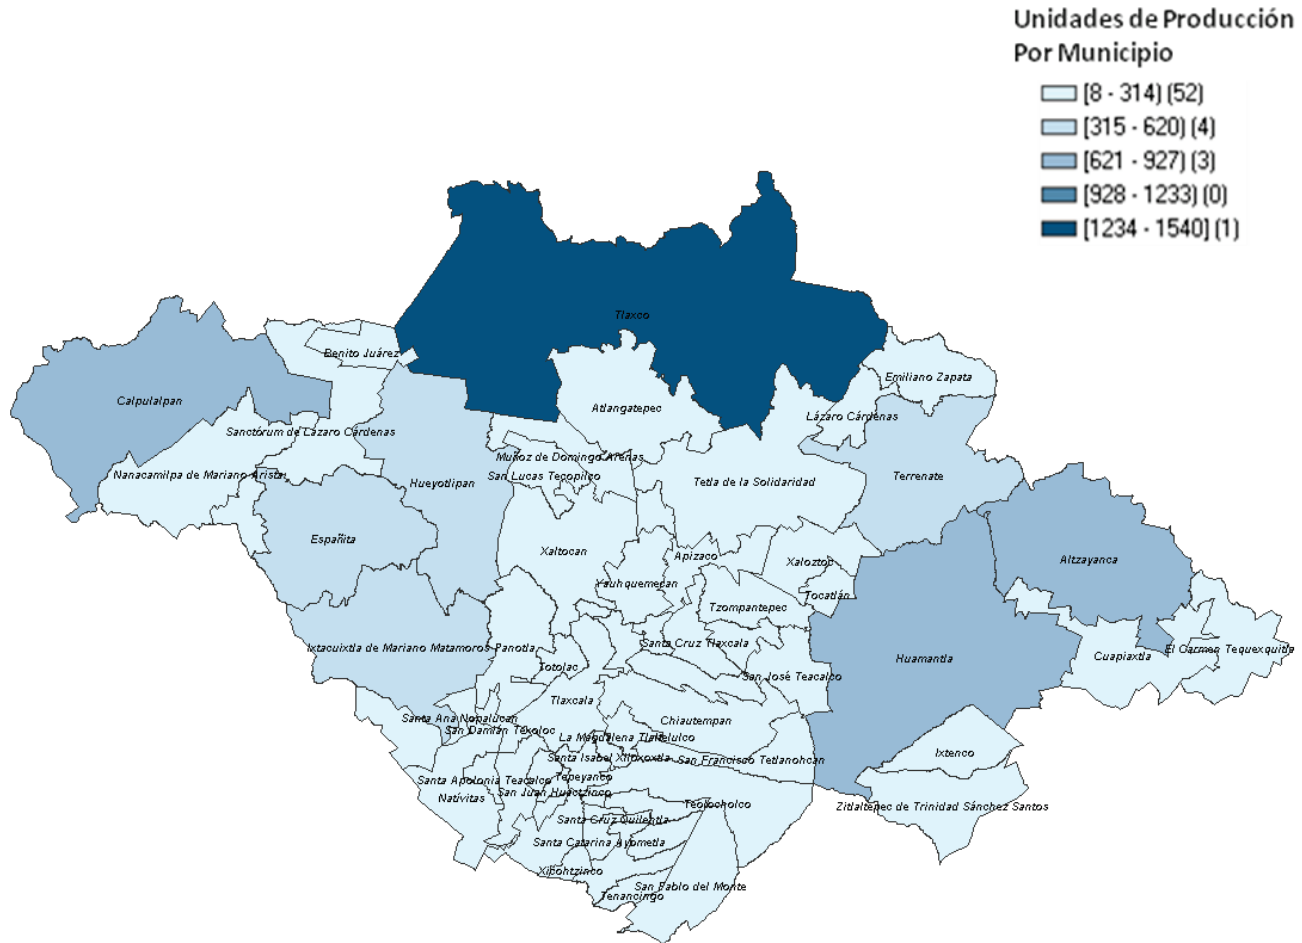 Unidades de Producción
Por Municipio
[8 - 314) (52)
[315 - 620) (4)
[621 - 927) (3)
[928 - 1233) (0)
[1234 - 1540] (1)
Tlaxco
Benito Juárez
Emiliano Zapata
Calpulalpan
Atlangatepec
Lázaro Cárdenas
Sanctórum de Lázaro Cárdenas
Muñoz de Domingo Arenas
Nanacamilpa de Mariano Arista
San Lucas Tecopilco
Hueyotlipan
Tetla de la Solidaridad
Terrenate
Españita
Xaltocan
Apizaco
Xaloztoc
Altzayanca
Yauhquemecan
Tocatlán
Tzompantepec
Ixtacuixtla de Mariano Matamoros
Panotla
Santa Cruz Tlaxcala
Huamantla
Cuapiaxtla
El Carmen Tequexquitla
Totolac
San José Teacalco
Tlaxcala
Santa Ana Nopalucan
Chiautempan
San Damián Texoloc
La Magdalena Tlaltelulco
Santa Isabel Xiloxoxtla
San Francisco Tetlanohcan
Ixtenco
Santa Apolonia Teacalco
Tepeyanco
Natívitas
San Juan Huactzinco
Teolocholco
Zitlaltepec de Trinidad Sánchez Santos
Santa Cruz Quilehtla
Santa Catarina Ayometla
Xicohtzinco
San Pablo del Monte
Tenancingo